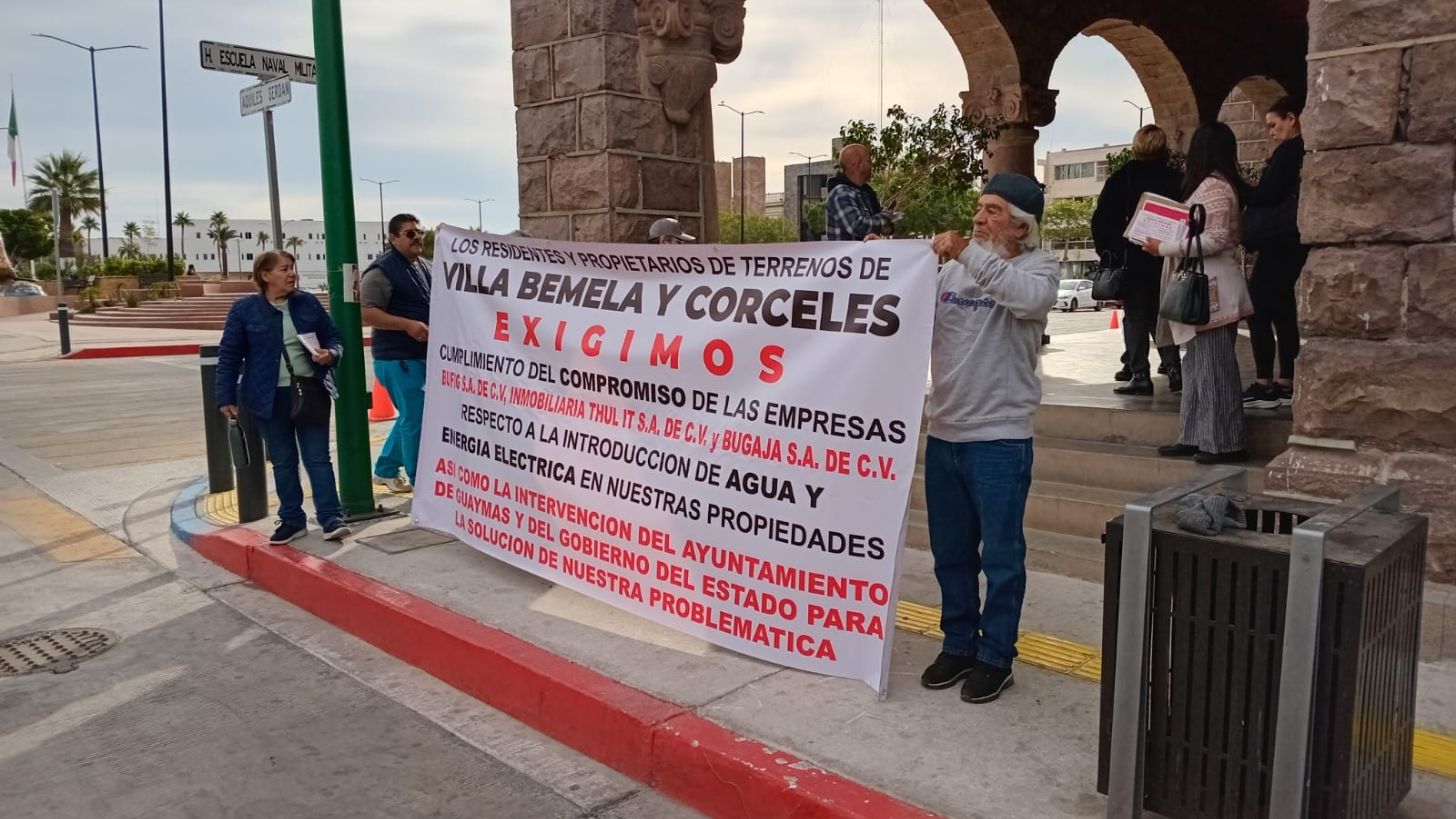 H. ESCUELA NAVAL MILITA
AQUILES SERDAN
LOS RESIDENTES Y PROPIETARIOS DE TERRENOS DE
VILLA BEMELA Y CORCELES
EXIGIMOS
CUMPLIMIENTO DEL COMPROMISO DE LAS EMPRESAS
BUFIG S.A. DE C.V, INMOBILIARIA THUL IT S.A. DE C.V. y BUGAJA S.A. DE C.V.
RESPECTO A LA INTRODUCCION DE AGUA Y
ENERGIA ELECTRICA EN NUESTRAS PROPIEDADES
ASI COMO LA INTERVENCION DEL AYUNTAMIENTO
DE GUAYMAS Y DEL GOBIERNO DEL ESTADO PARA
LA SOLUCION DE NUESTRA PROBLEMATICA